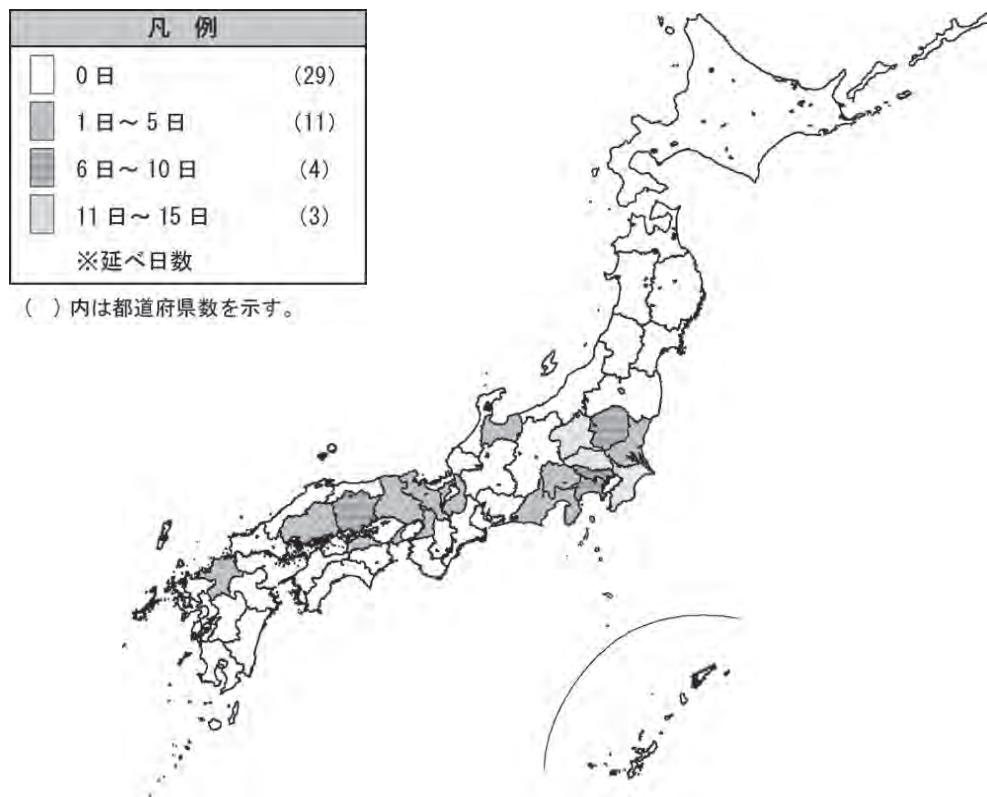 凡 例
0 日 (29)
1 日～ 5 日 (11)
6 日～ 10 日 (4)
11 日～ 15 日 (3)
※延べ日数
( ) 内は都道府県数を示す。